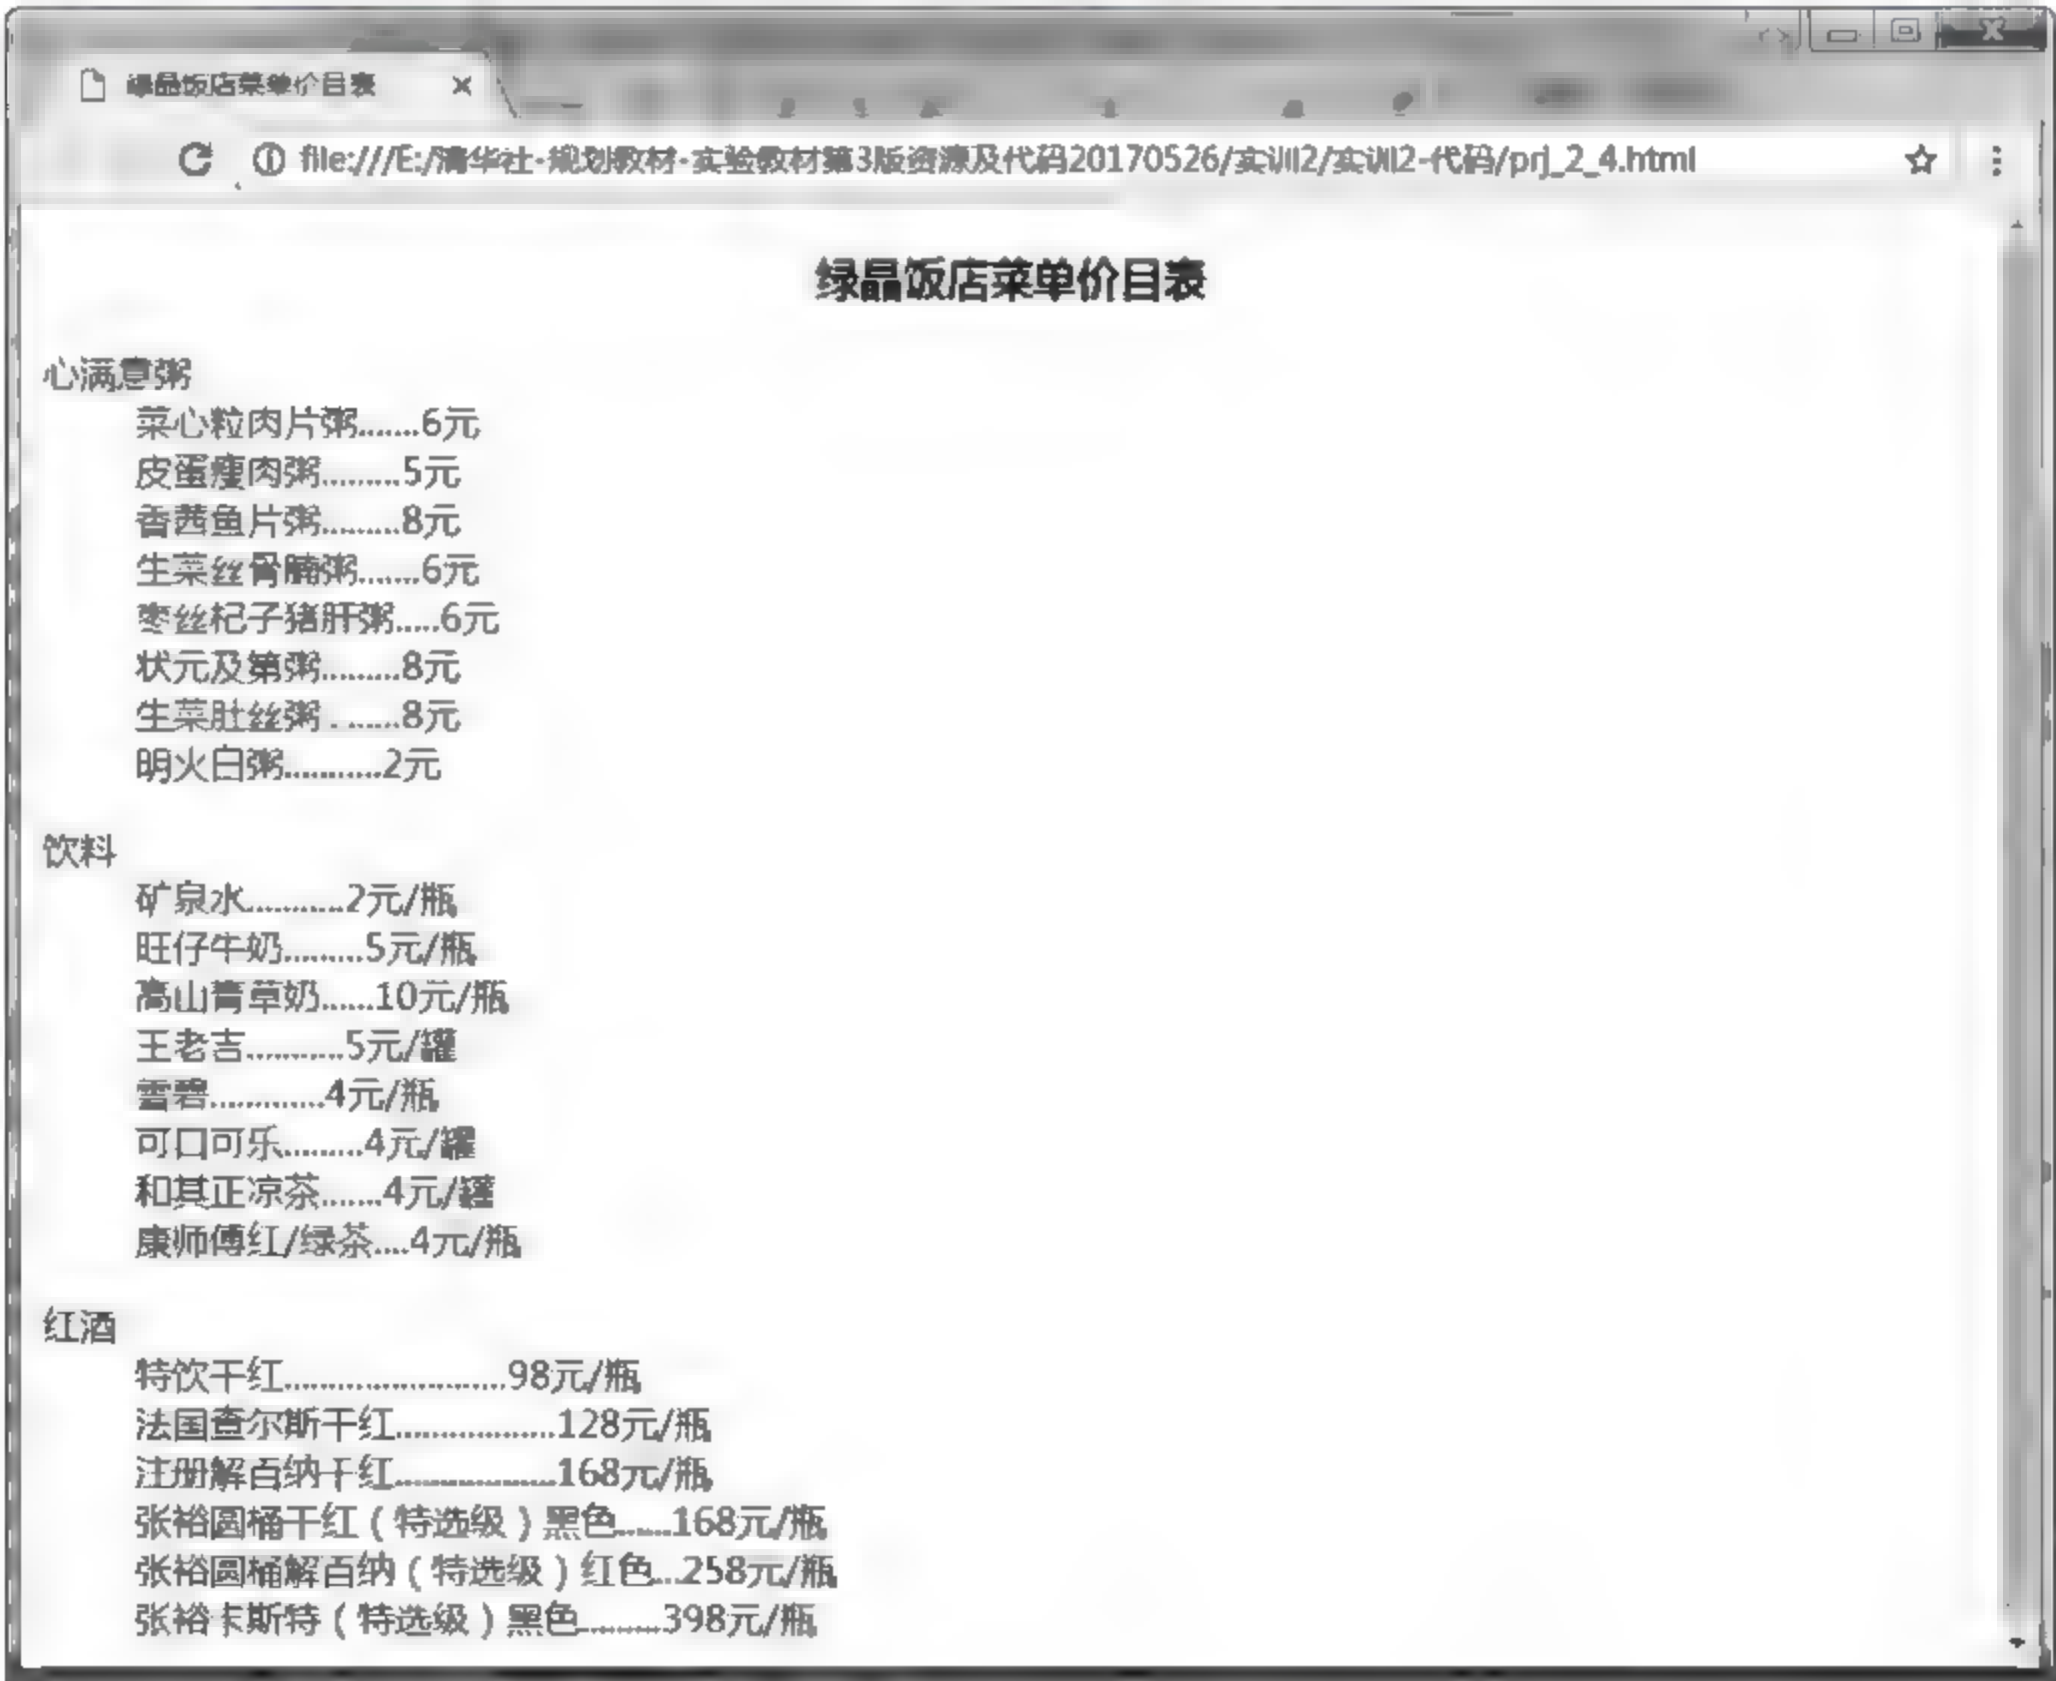 绿晶饭店菜单价目表
file:///E:/清华社-规划教材-实验教材第3版资源及代码20170526/实训2/实训2-代码/prj_2_4.html
绿晶饭店菜单价目表
心满意粥
菜心粒肉片粥.......6元
皮蛋瘦肉粥.........5元
香茜鱼片粥.........8元
生菜丝骨腩粥.......6元
枣丝杞子猪肝粥.....6元
状元及第粥.........8元
生菜肚丝粥 . .......8元
明火白粥...........2元
饮料
矿泉水...........2元/瓶
旺仔牛奶.........5元/瓶
高山青草奶......10元/瓶
王老吉...........5元/罐
雪碧.............4元/瓶
可口可乐.........4元/罐
和其正凉茶.......4元/罐
康师傅红/绿茶....4元/瓶
红酒
特饮干红.........................98元/瓶
法国查尔斯干红..................128元/瓶
注册解百纳干红..................168元/瓶
张裕圆桶干红(特选级)黑色......168元/瓶
张裕圆桶解百纳(特选级)红色...258元/瓶
张裕卡斯特(特选级)黑色.........398元/瓶